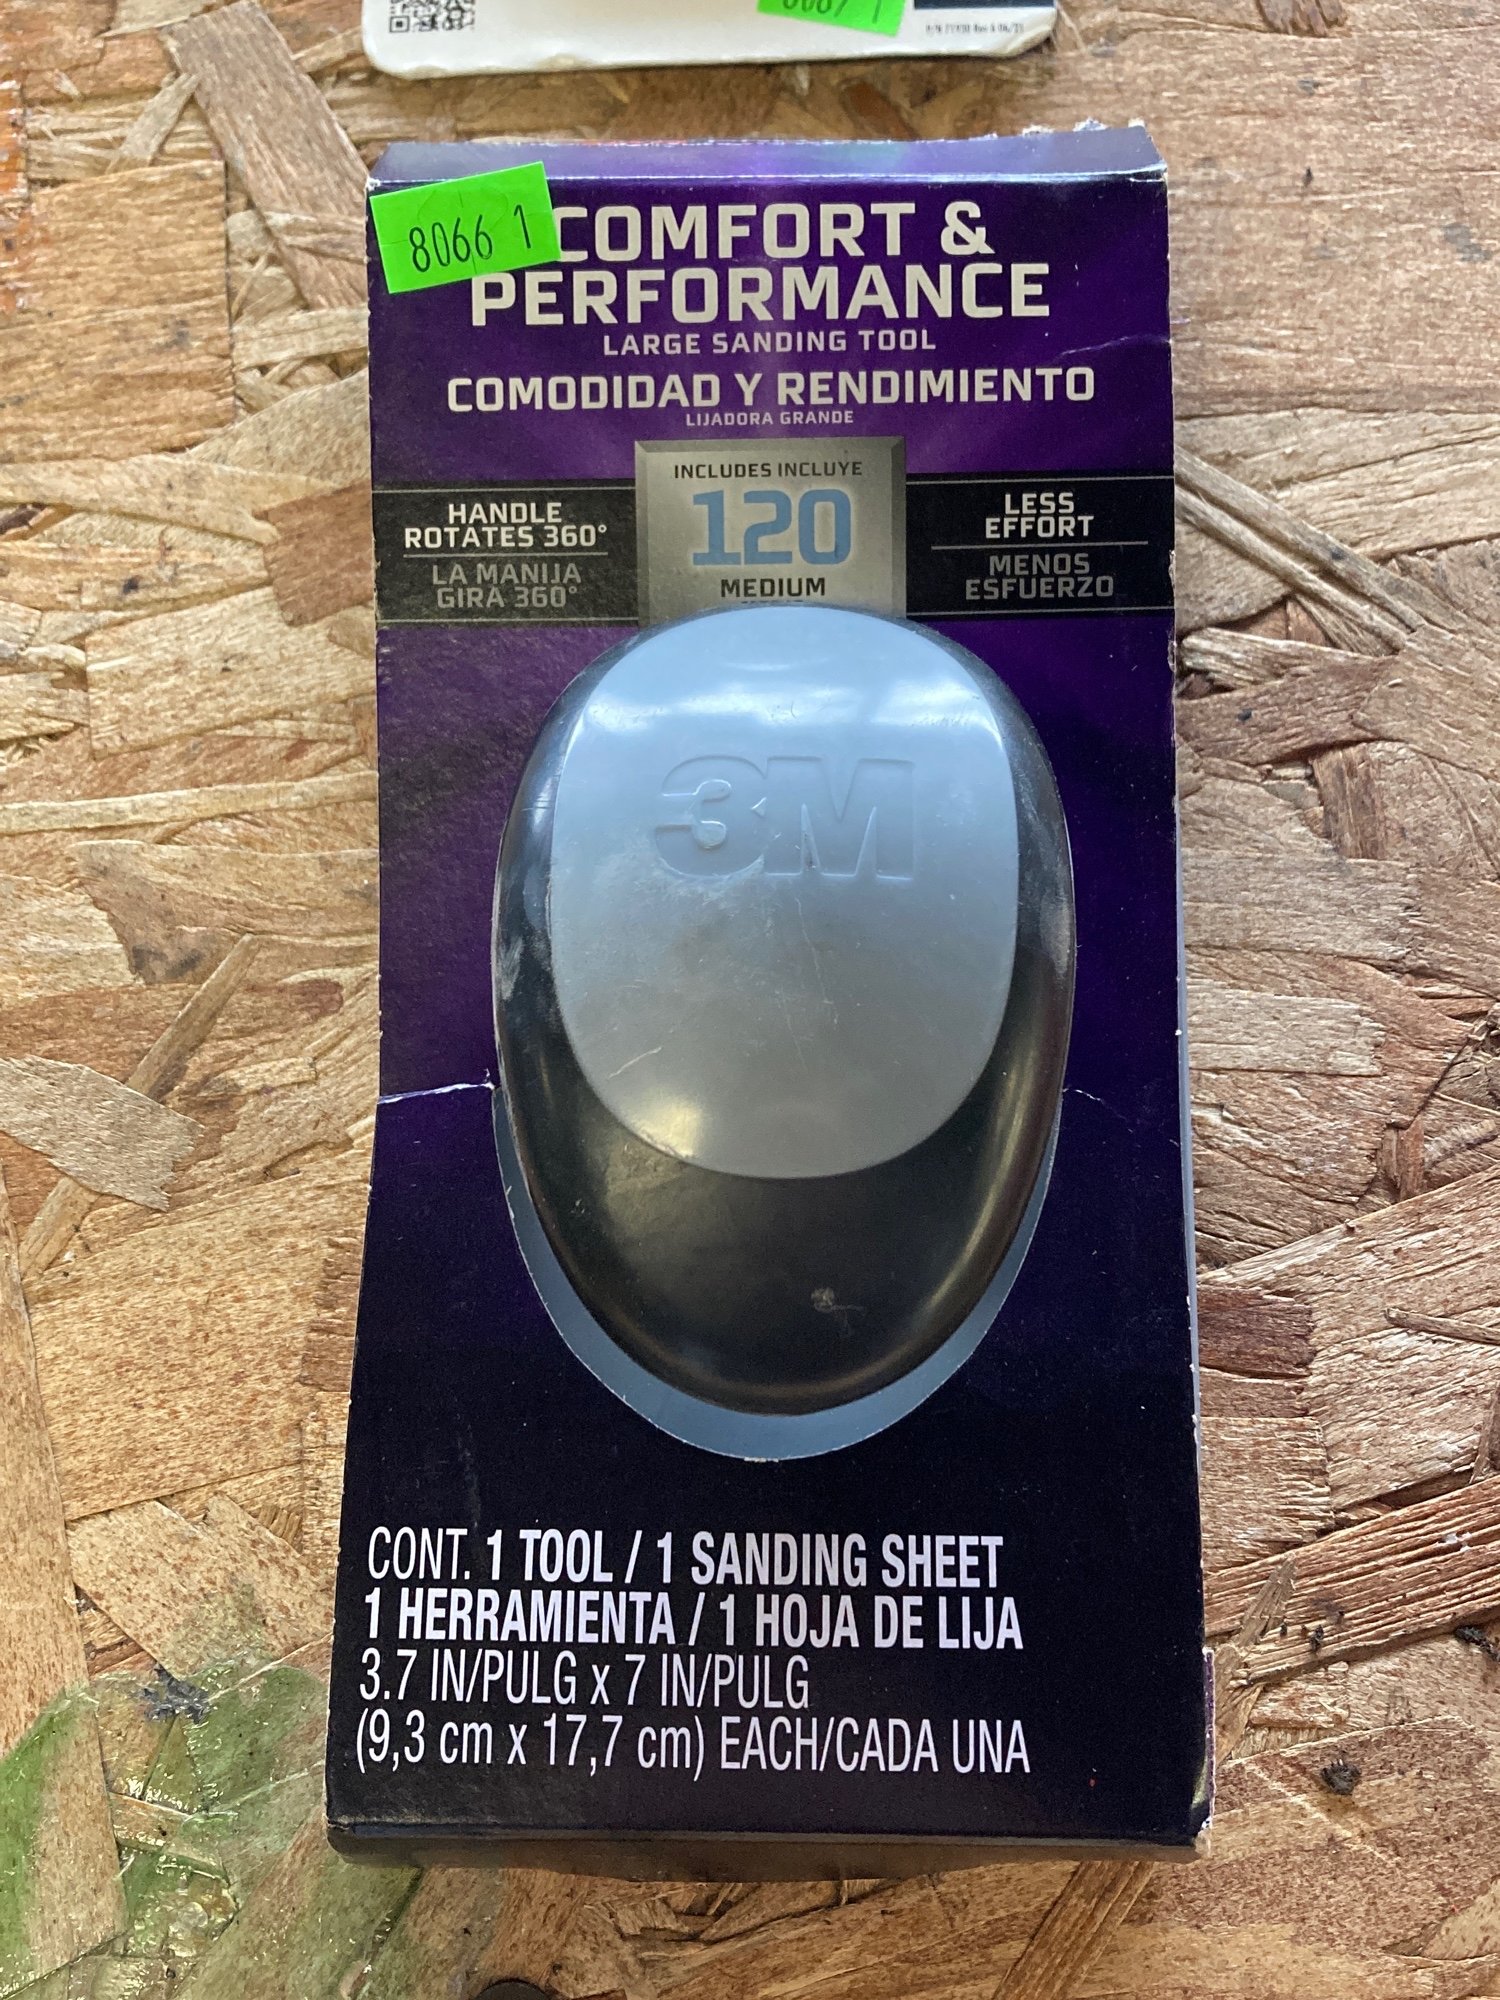 8066 1
COMFORT &
PERFORMANCE
LARGE SANDING TOOL
COMODIDAD Y RENDIMIENTO
LIJADORA GRANDE
INCLUDES INCLUYE
120
MEDIUM
HANDLE
ROTATES 360°
LA MANIJA
GIRA 360°
LESS
EFFORT
MENOS
ESFUERZO
3M
CONT. 1 TOOL / 1 SANDING SHEET
1 HERRAMIENTA / 1 HOJA DE LIJA
3.7 IN/PULG x 7 IN/PULG
(9,3 cm x 17,7 cm) EACH/CADA UNA